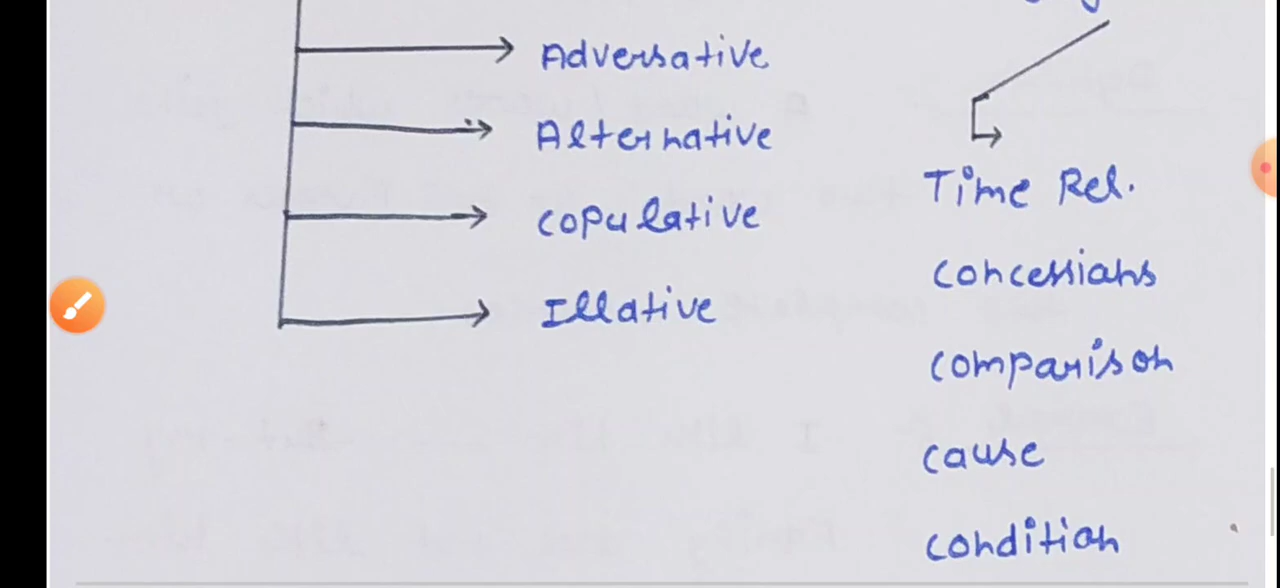 Adversative
Alternative
copulative
Illative
Time Rel.
concessians
comparison
cause
condition